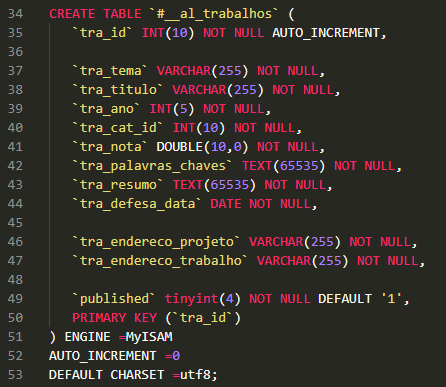 34 CREATE TABLE `#__al_trabalhos` (
35 `tra_id` INT(10) NOT NULL AUTO_INCREMENT,
36
37 `tra_tema` VARCHAR(255) NOT NULL,
38 `tra_titulo` VARCHAR(255) NOT NULL,
39 `tra_ano` INT(5) NOT NULL,
40 `tra_cat_id` INT(10) NOT NULL,
41 `tra_nota` DOUBLE(10,0) NOT NULL,
42 `tra_palavras_chaves` TEXT(65535) NOT NULL,
43 `tra_resumo` TEXT(65535) NOT NULL,
44 `tra_defesa_data` DATE NOT NULL,
45
46 `tra_endereco_projeto` VARCHAR(255) NOT NULL,
47 `tra_endereco_trabalho` VARCHAR(255) NOT NULL,
48
49 `published` tinyint(4) NOT NULL DEFAULT '1',
50 PRIMARY KEY (`tra_id`)
51 ) ENGINE =MyISAM
52 AUTO_INCREMENT =0
53 DEFAULT CHARSET =utf8;